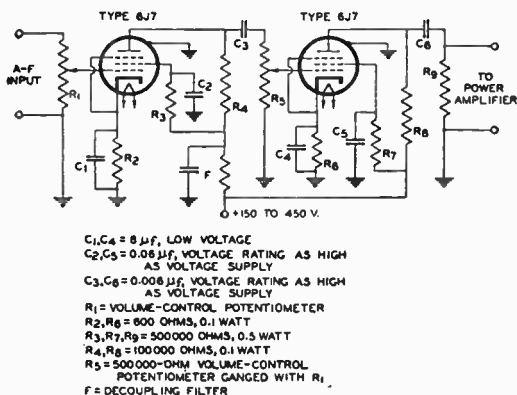 TYPE 6J7
TYPE 6J7
A-F
INPUT
R1
C1
R2
R3
C2
R4
F
C3
R5
C4
R6
C5
R7
R8
C6
R9
TO
POWER
AMPLIFIER
+150 TO 450 V.
C1,C4 = 8 μf, LOW VOLTAGE
C2,C5 = 0.06 μf, VOLTAGE RATING AS HIGH
AS VOLTAGE SUPPLY
C3,C6 = 0.006 μf, VOLTAGE RATING AS HIGH
AS VOLTAGE SUPPLY
R1 = VOLUME-CONTROL POTENTIOMETER
R2,R6 = 600 OHMS, 0.1 WATT
R3,R7,R9 = 500000 OHMS, 0.5 WATT
R4,R8 = 100000 OHMS, 0.1 WATT
R5 = 500000-OHM VOLUME-CONTROL
POTENTIOMETER GANGED WITH R1
F = DECOUPLING FILTER